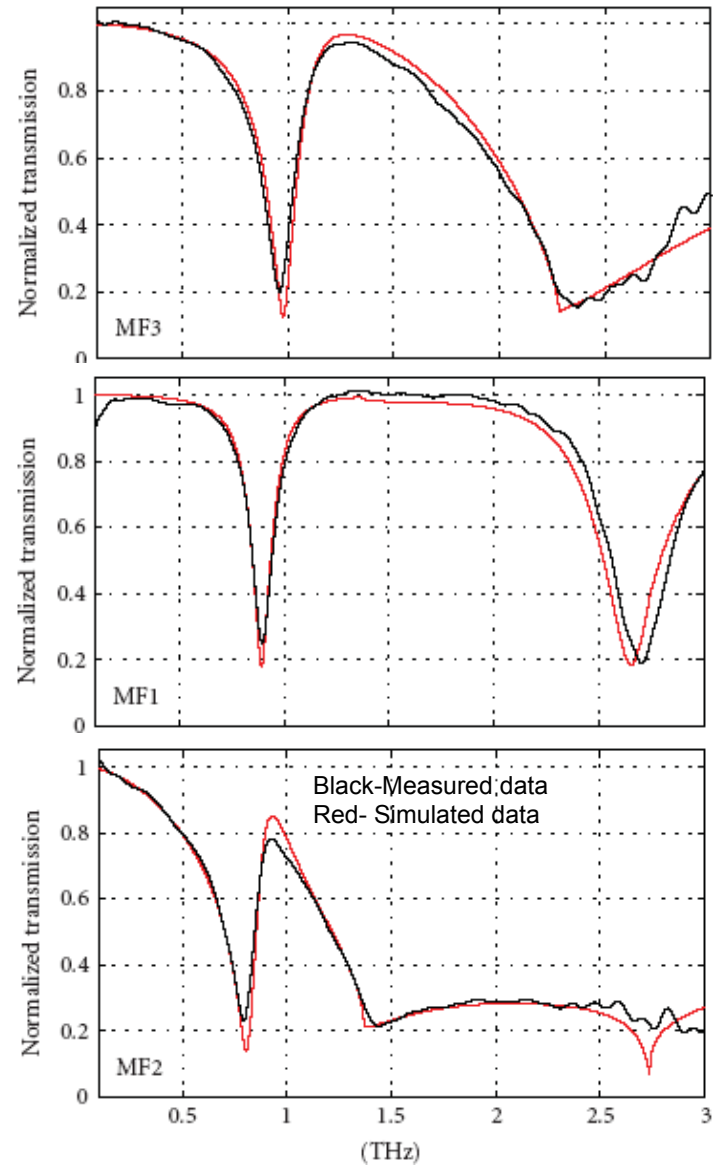 Normalized transmission
0.8
0.6
0.4
0.2
0
MF3
Normalized transmission
1
0.8
0.6
0.4
0.2
0
MF1
Normalized transmission
1
0.8
0.6
0.4
0.2
0
Black-Measured data
Red- Simulated data
MF2
0.5 1 1.5 2 2.5 3
(THz)